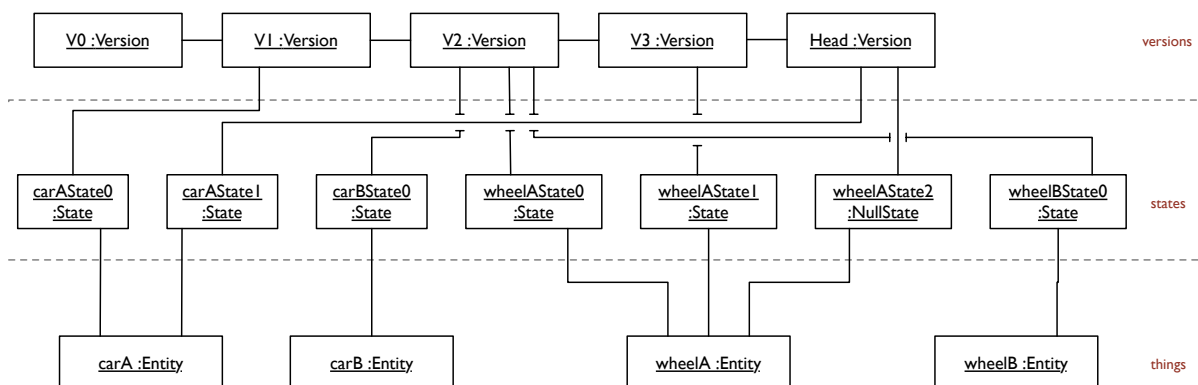 V0 :Version
V1 :Version
V2 :Version
V3 :Version
Head :Version
versions
carAState0
:State
carAState1
:State
carBState0
:State
wheelAState0
:State
wheelAState1
:State
wheelAState2
:NullState
wheelBState0
:State
states
carA :Entity
carB :Entity
wheelA :Entity
wheelB :Entity
things